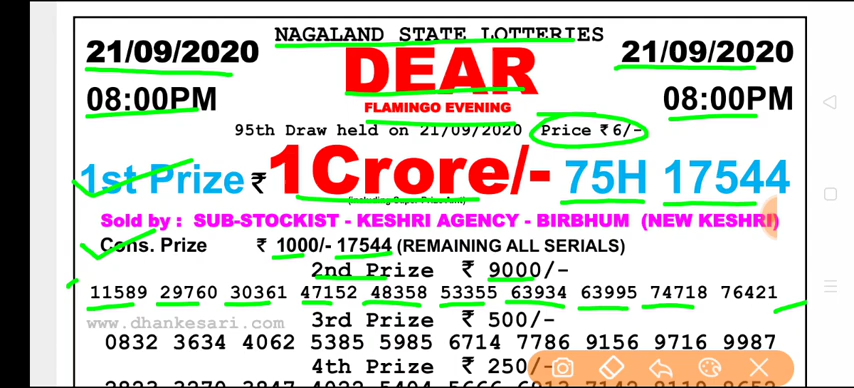 NAGALAND STATE LOTTERIES
21/09/2020 DEAR 21/09/2020
08:00PM FLAMINGO EVENING 08:00PM
95th Draw held on 21/09/2020 Price ₹ 6/-
1st Prize ₹ 1Crore/- 75H 17544
(Including Super Prize Amt)
Sold by : SUB-STOCKIST - KESHRI AGENCY - BIRBHUM (NEW KESHRI)
Cons. Prize ₹ 1000/- 17544 (REMAINING ALL SERIALS)
2nd Prize ₹ 9000/-
11589 29760 30361 47152 48358 53355 63934 63995 74718 76421
www.dhankesari.com
3rd Prize ₹ 500/-
0832 3634 4062 5385 5985 6714 7786 9156 9716 9987
4th Prize ₹ 250/-